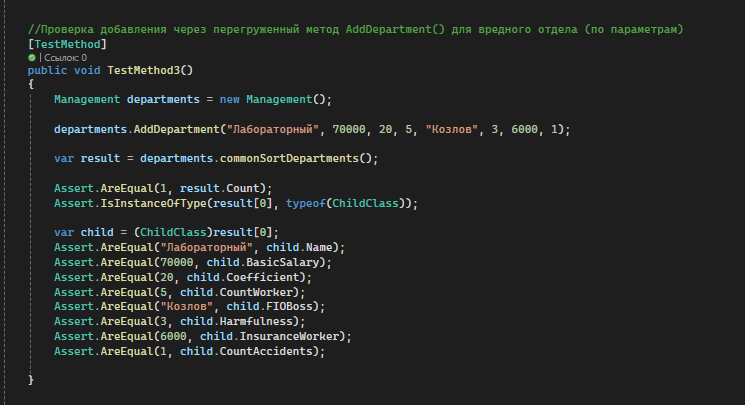 //Проверка добавления через перегруженный метод AddDepartment() для вредного отдела (по параметрам)
[TestMethod]
| Ссылок: 0
public void TestMethod3()
{
Management departments = new Management();
departments.AddDepartment("Лабораторный", 70000, 20, 5, "Козлов", 3, 6000, 1);
var result = departments.commonSortDepartments();
Assert.AreEqual(1, result.Count);
Assert.IsInstanceOfType(result[0], typeof(ChildClass));
var child = (ChildClass)result[0];
Assert.AreEqual("Лабораторный", child.Name);
Assert.AreEqual(70000, child.BasicSalary);
Assert.AreEqual(20, child.Coefficient);
Assert.AreEqual(5, child.CountWorker);
Assert.AreEqual("Козлов", child.FIOBoss);
Assert.AreEqual(3, child.Harmfulness);
Assert.AreEqual(6000, child.InsuranceWorker);
Assert.AreEqual(1, child.CountAccidents);
}